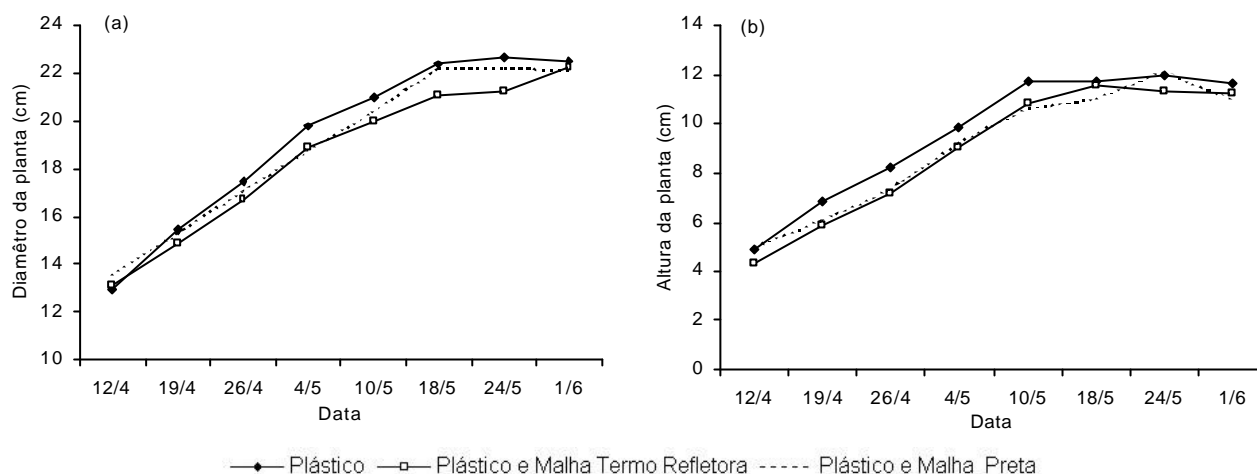 (a)
Diamêtro da planta (cm)
24
22
20
18
16
14
12
10
12/4 19/4 26/4 4/5 10/5 18/5 24/5 1/6
Data
(b)
Altura da planta (cm)
14
12
10
8
6
4
2
0
12/4 19/4 26/4 4/5 10/5 18/5 24/5 1/6
Data
Plástico Plástico e Malha Termo Refletora Plástico e Malha Preta